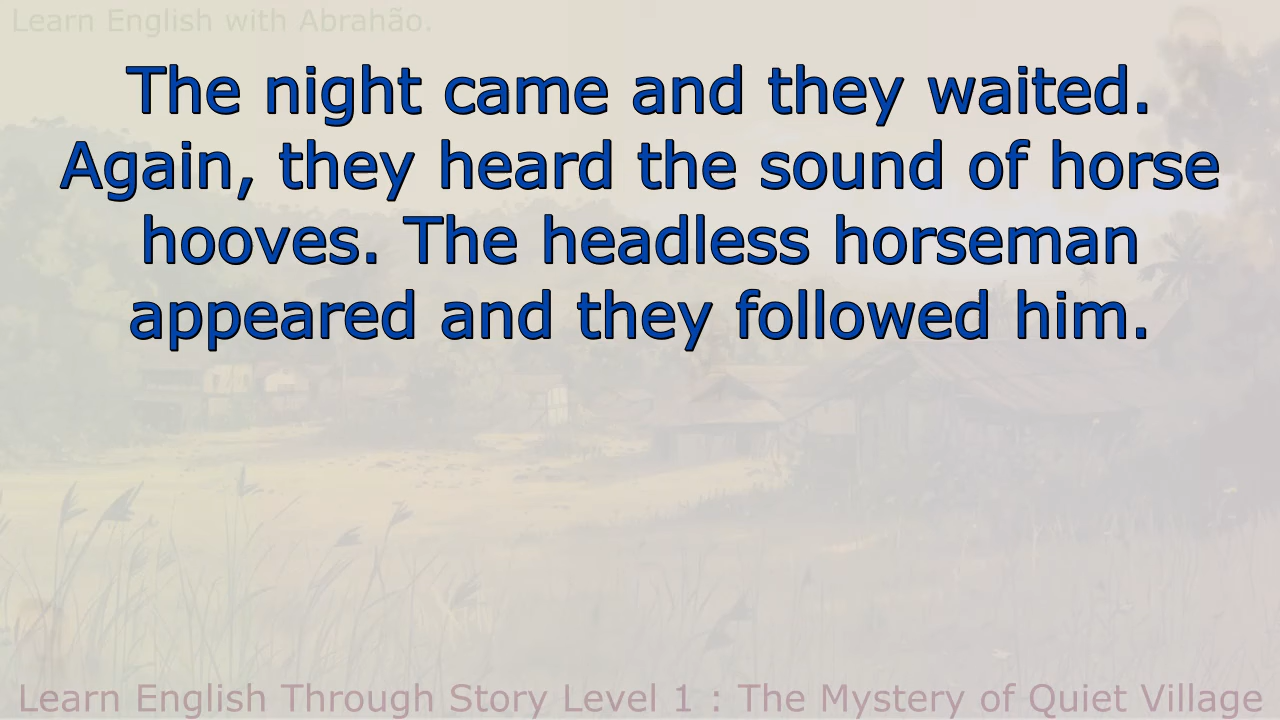 Learn English with Abrahão.
The night came and they waited.
Again, they heard the sound of horse
hooves. The headless horseman
appeared and they followed him.
Learn English Through Story Level 1 : The Mystery of Quiet Village